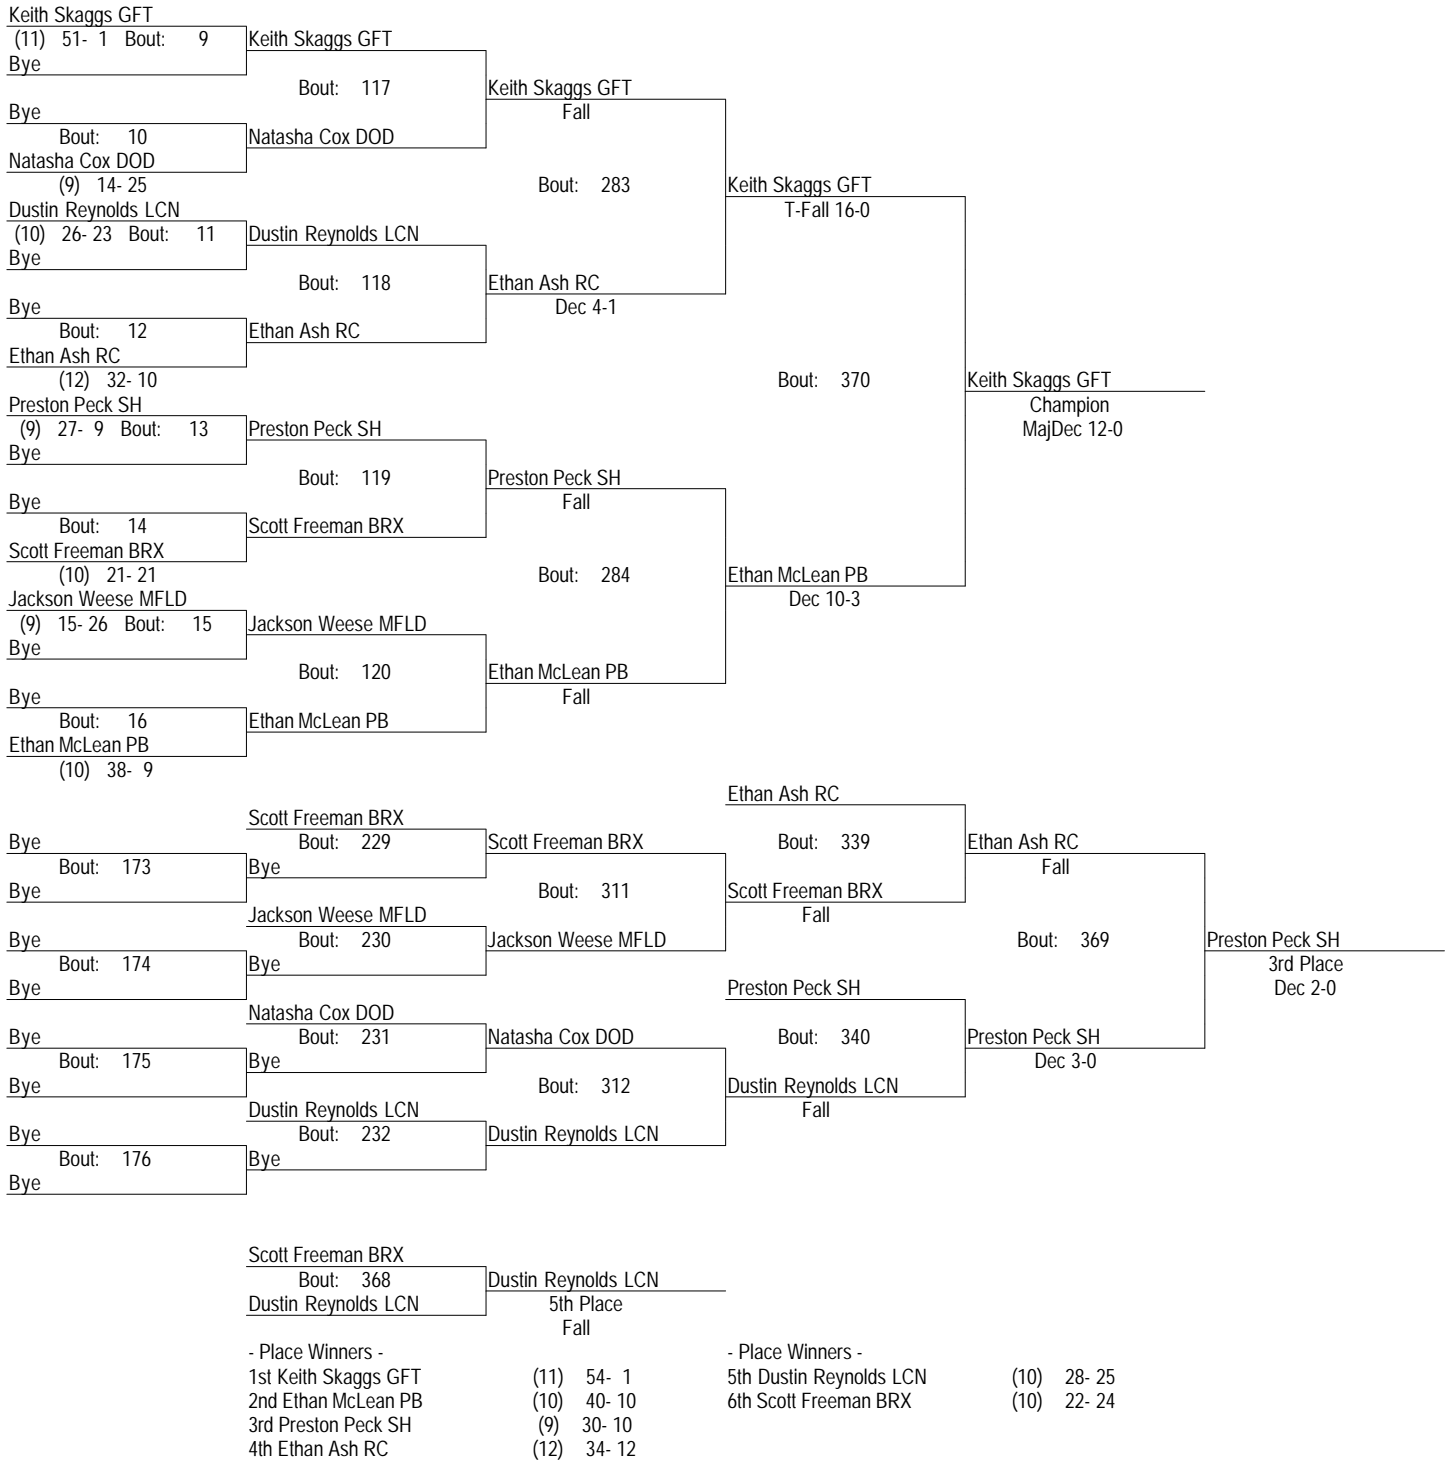 Keith Skaggs GFT
(11) 51- 1 Bout: 9 Keith Skaggs GFT
Bye
Bout: 117 Keith Skaggs GFT
Bye Fall
Bout: 10 Natasha Cox DOD
Natasha Cox DOD
(9) 14- 25 Bout: 283 Keith Skaggs GFT
Dustin Reynolds LCN T-Fall 16-0
(10) 26- 23 Bout: 11 Dustin Reynolds LCN
Bye
Bout: 118 Ethan Ash RC
Bye Dec 4-1
Bout: 12 Ethan Ash RC
Ethan Ash RC
(12) 32- 10 Bout: 370 Keith Skaggs GFT
Preston Peck SH Champion
(9) 27- 9 Bout: 13 Preston Peck SH MajDec 12-0
Bye
Bout: 119 Preston Peck SH
Bye Fall
Bout: 14 Scott Freeman BRX
Scott Freeman BRX
(10) 21- 21 Bout: 284 Ethan McLean PB
Jackson Weese MFLD Dec 10-3
(9) 15- 26 Bout: 15 Jackson Weese MFLD
Bye
Bout: 120 Ethan McLean PB
Bye Fall
Bout: 16 Ethan McLean PB
Ethan McLean PB
(10) 38- 9
Ethan Ash RC
Scott Freeman BRX
Bye Bout: 229 Scott Freeman BRX Bout: 339 Ethan Ash RC
Bout: 173 Bye Fall
Bye Bout: 311 Scott Freeman BRX
Jackson Weese MFLD Fall
Bye Bout: 230 Jackson Weese MFLD Bout: 369 Preston Peck SH
Bout: 174 Bye 3rd Place
Bye Preston Peck SH Dec 2-0
Natasha Cox DOD
Bye Bout: 231 Natasha Cox DOD Bout: 340 Preston Peck SH
Bout: 175 Bye Dec 3-0
Bye Bout: 312 Dustin Reynolds LCN
Dustin Reynolds LCN Fall
Bye Bout: 232 Dustin Reynolds LCN
Bout: 176 Bye
Bye
Scott Freeman BRX
Bout: 368 Dustin Reynolds LCN
Dustin Reynolds LCN 5th Place
Fall
- Place Winners - - Place Winners -
1st Keith Skaggs GFT (11) 54- 1 5th Dustin Reynolds LCN (10) 28- 25
2nd Ethan McLean PB (10) 40- 10 6th Scott Freeman BRX (10) 22- 24
3rd Preston Peck SH (9) 30- 10
4th Ethan Ash RC (12) 34- 12